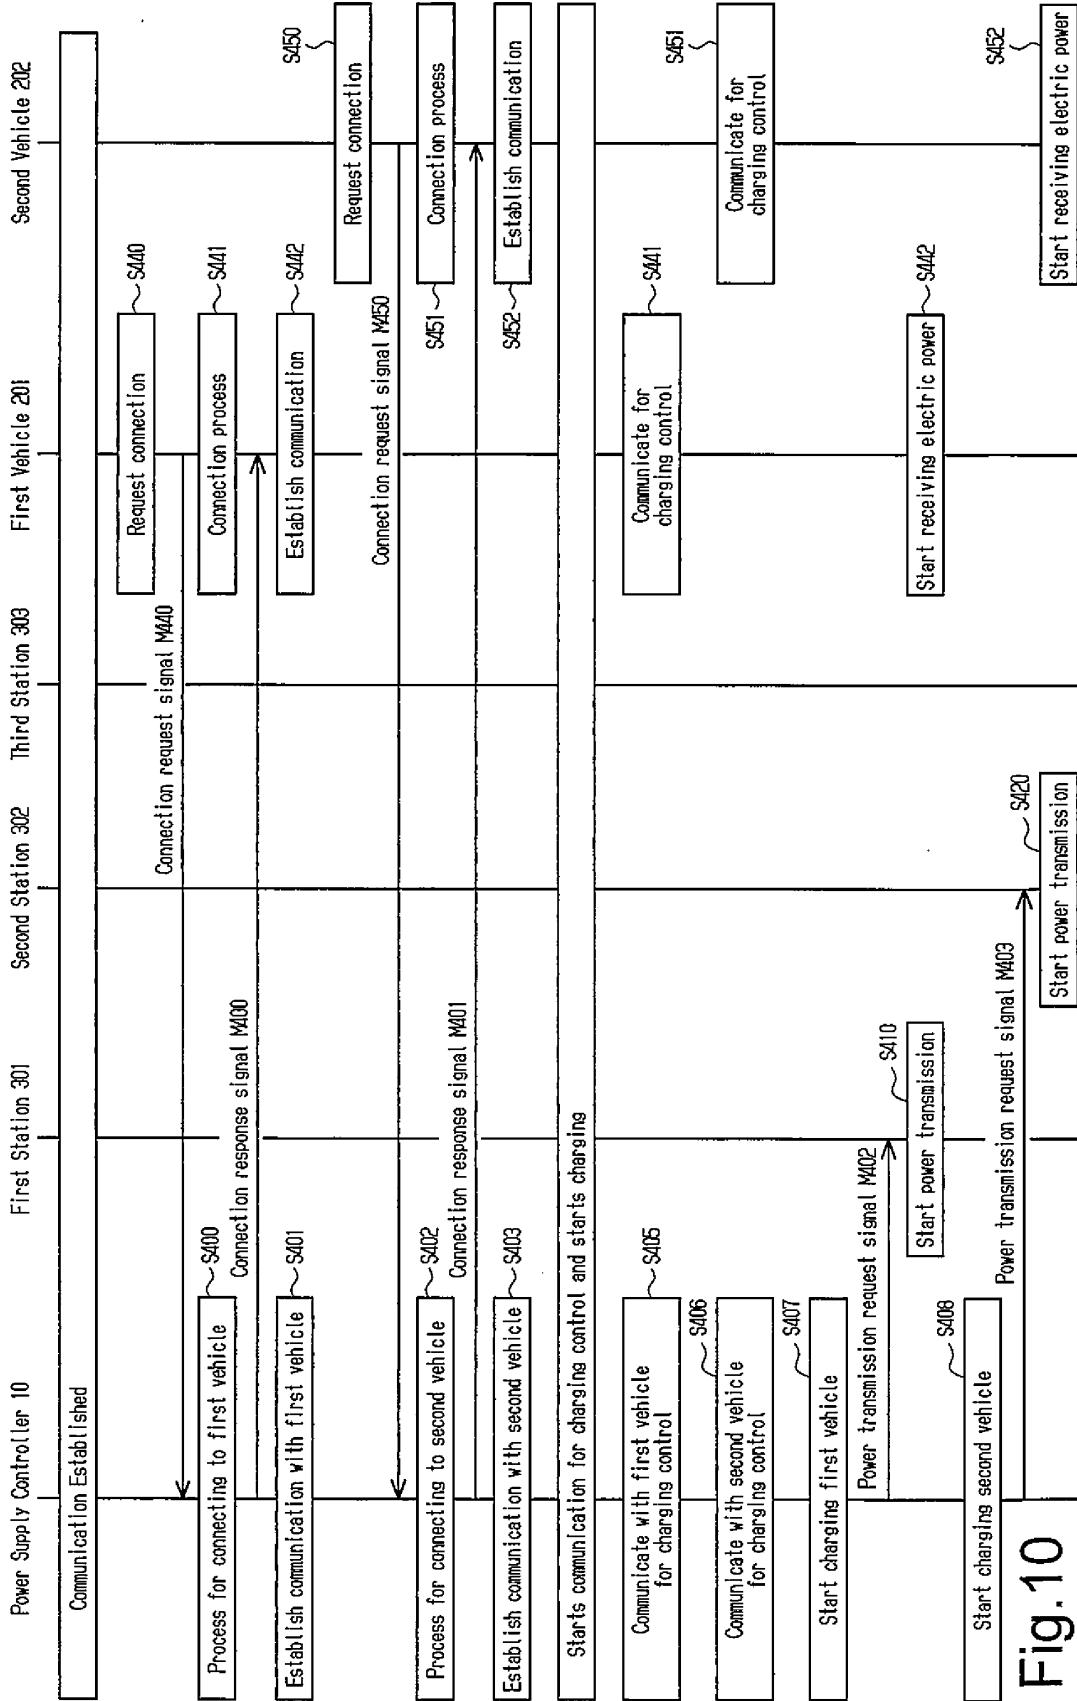 Power Supply Controller 10
First Station 301
Second Station 302
Third Station 303
First Vehicle 201
Second Vehicle 202
Communication Established
Request connection
S440
Connection request signal M440
Process for connecting to first vehicle
S400
Connection process
S441
Connection response signal M400
Establish communication with first vehicle
S401
Establish communication
S442
Request connection
S450
Connection request signal M450
Process for connecting to second vehicle
S402
Connection process
S451
Connection response signal M401
Establish communication with second vehicle
S403
Establish communication
S452
Starts communication for charging control and starts charging
Communicate with first vehicle
for charging control
S405
Communicate for
charging control
S441
Communicate with second vehicle
for charging control
S406
Communicate for
charging control
S451
Start charging first vehicle
S407
Power transmission request signal M402
Start power transmission
S410
Start receiving electric power
S442
Start charging second vehicle
S408
Power transmission request signal M403
Start power transmission
S420
Start receiving electric power
S452
Fig.10